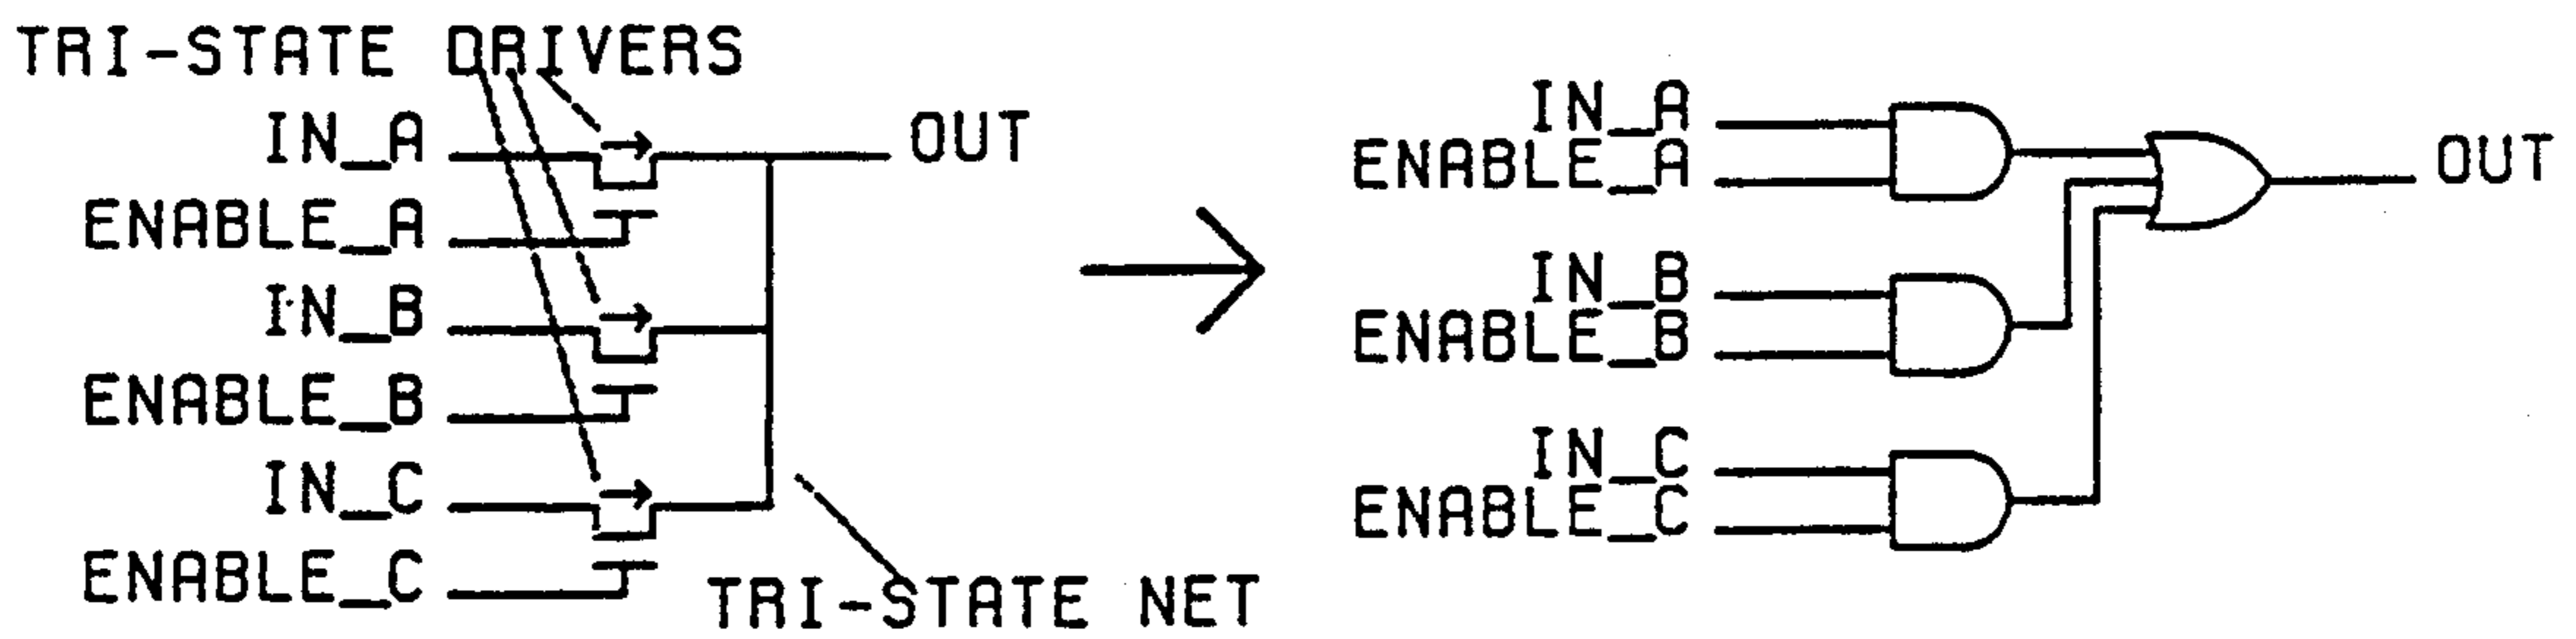 TRI-STATE DRIVERS
IN_A
OUT
ENABLE_A
IN_B
ENABLE_B
IN_C
ENABLE_C
TRI-STATE NET
IN_A
ENABLE_A
OUT
IN_B
ENABLE_B
IN_C
ENABLE_C